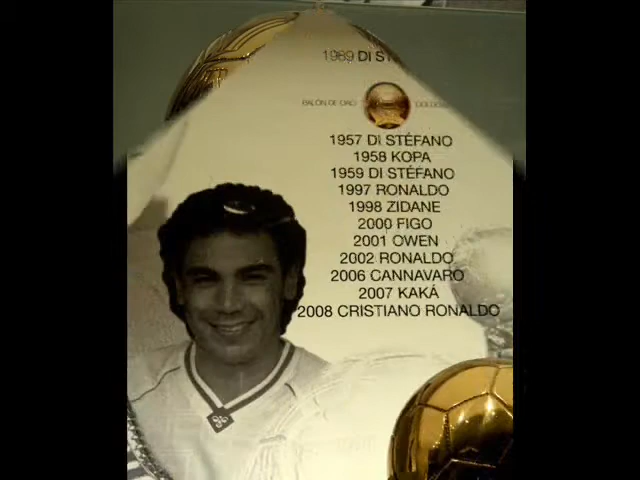 1989 DI ST
BALÓN DE ORO
1957 DI STÉFANO
1958 KOPA
1959 DI STÉFANO
1997 RONALDO
1998 ZIDANE
2000 FIGO
2001 OWEN
2002 RONALDO
2006 CANNAVARO
2007 KAKÁ
2008 CRISTIANO RONALDO